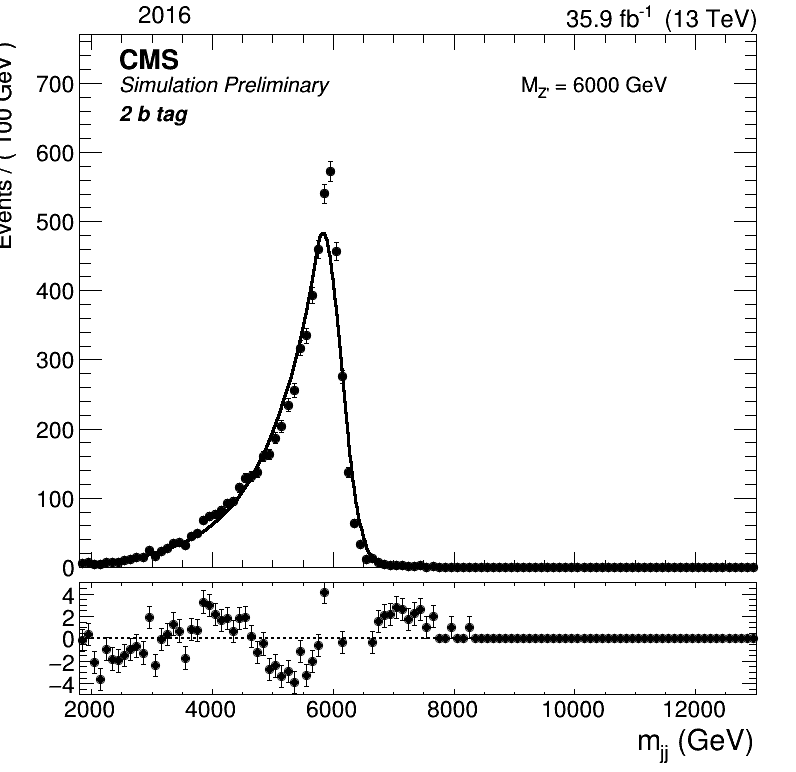 2016 35.9 fb⁻¹ (13 TeV)
CMS
Simulation Preliminary
M_Z' = 6000 GeV
2 b tag
Events / ( 100 GeV )
700
600
500
400
300
200
100
0
4
2
0
−2
−4
2000 4000 6000 8000 10000 12000
m_jj (GeV)